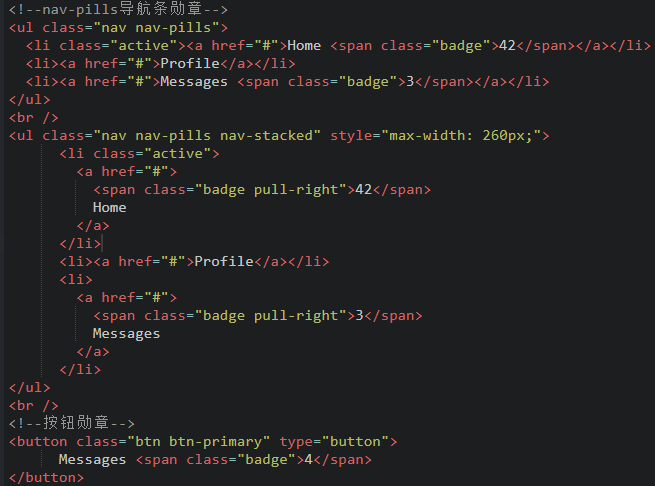 <!--nav-pills导航条勋章-->
<ul class="nav nav-pills">
  <li class="active"><a href="#">Home <span class="badge">42</span></a></li>
  <li><a href="#">Profile</a></li>
  <li><a href="#">Messages <span class="badge">3</span></a></li>
</ul>
<br />
<ul class="nav nav-pills nav-stacked" style="max-width: 260px;">
      <li class="active">
        <a href="#">
          <span class="badge pull-right">42</span>
          Home
        </a>
      </li>
      <li><a href="#">Profile</a></li>
      <li>
        <a href="#">
          <span class="badge pull-right">3</span>
          Messages
        </a>
      </li>
</ul>
<br />
<!--按钮勋章-->
<button class="btn btn-primary" type="button">
      Messages <span class="badge">4</span>
</button>